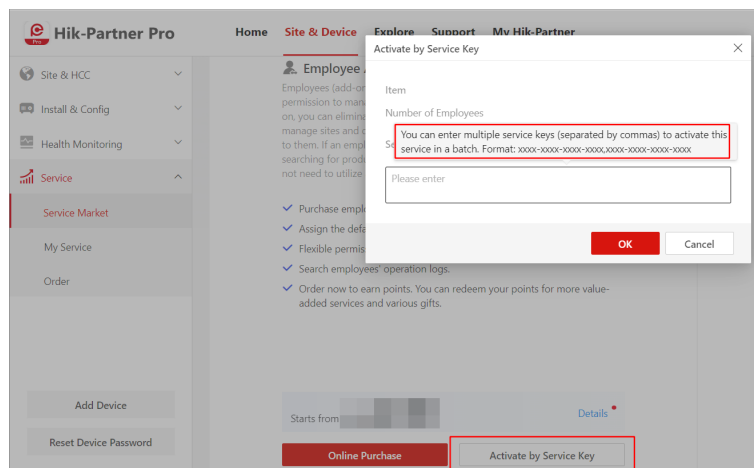 Hik-Partner Pro
Pro
Home Site & Device Explore Support My Hik-Partner
Site & HCC
Install & Config
Health Monitoring
Service
Service Market
My Service
Order
Add Device
Reset Device Password
Employee
Employees (add-or
permission to man
on, you can elimin
manage sites and
to them. If an empl
searching for produ
not need to utilize
Purchase empl
Assign the defa
Flexible permis
Search employees' operation logs.
Order now to earn points. You can redeem your points for more value-
added services and various gifts.
Starts from
Details
Online Purchase
Activate by Service Key
Activate by Service Key
Item
Number of Employees
You can enter multiple service keys (separated by commas) to activate this
service in a batch. Format: xxxx-xxxx-xxxx-xxxx,xxxx-xxxx-xxxx-xxxx
Please enter
OK
Cancel